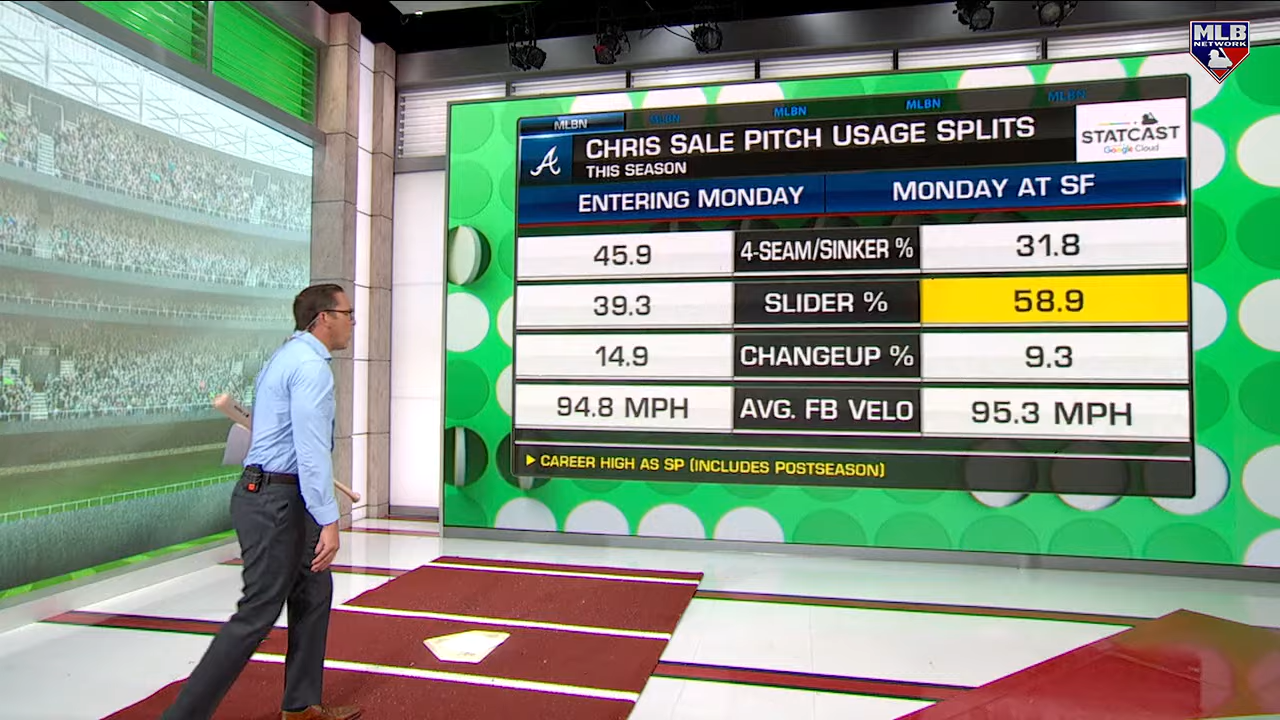 MLB
NETWORK
MLBN MLBN MLBN MLBN MLBN
A
CHRIS SALE PITCH USAGE SPLITS
THIS SEASON
STATCAST
Google Cloud
ENTERING MONDAY MONDAY AT SF
45.9 4-SEAM/SINKER % 31.8
39.3 SLIDER % 58.9
14.9 CHANGEUP % 9.3
94.8 MPH AVG. FB VELO 95.3 MPH
CAREER HIGH AS SP (INCLUDES POSTSEASON)